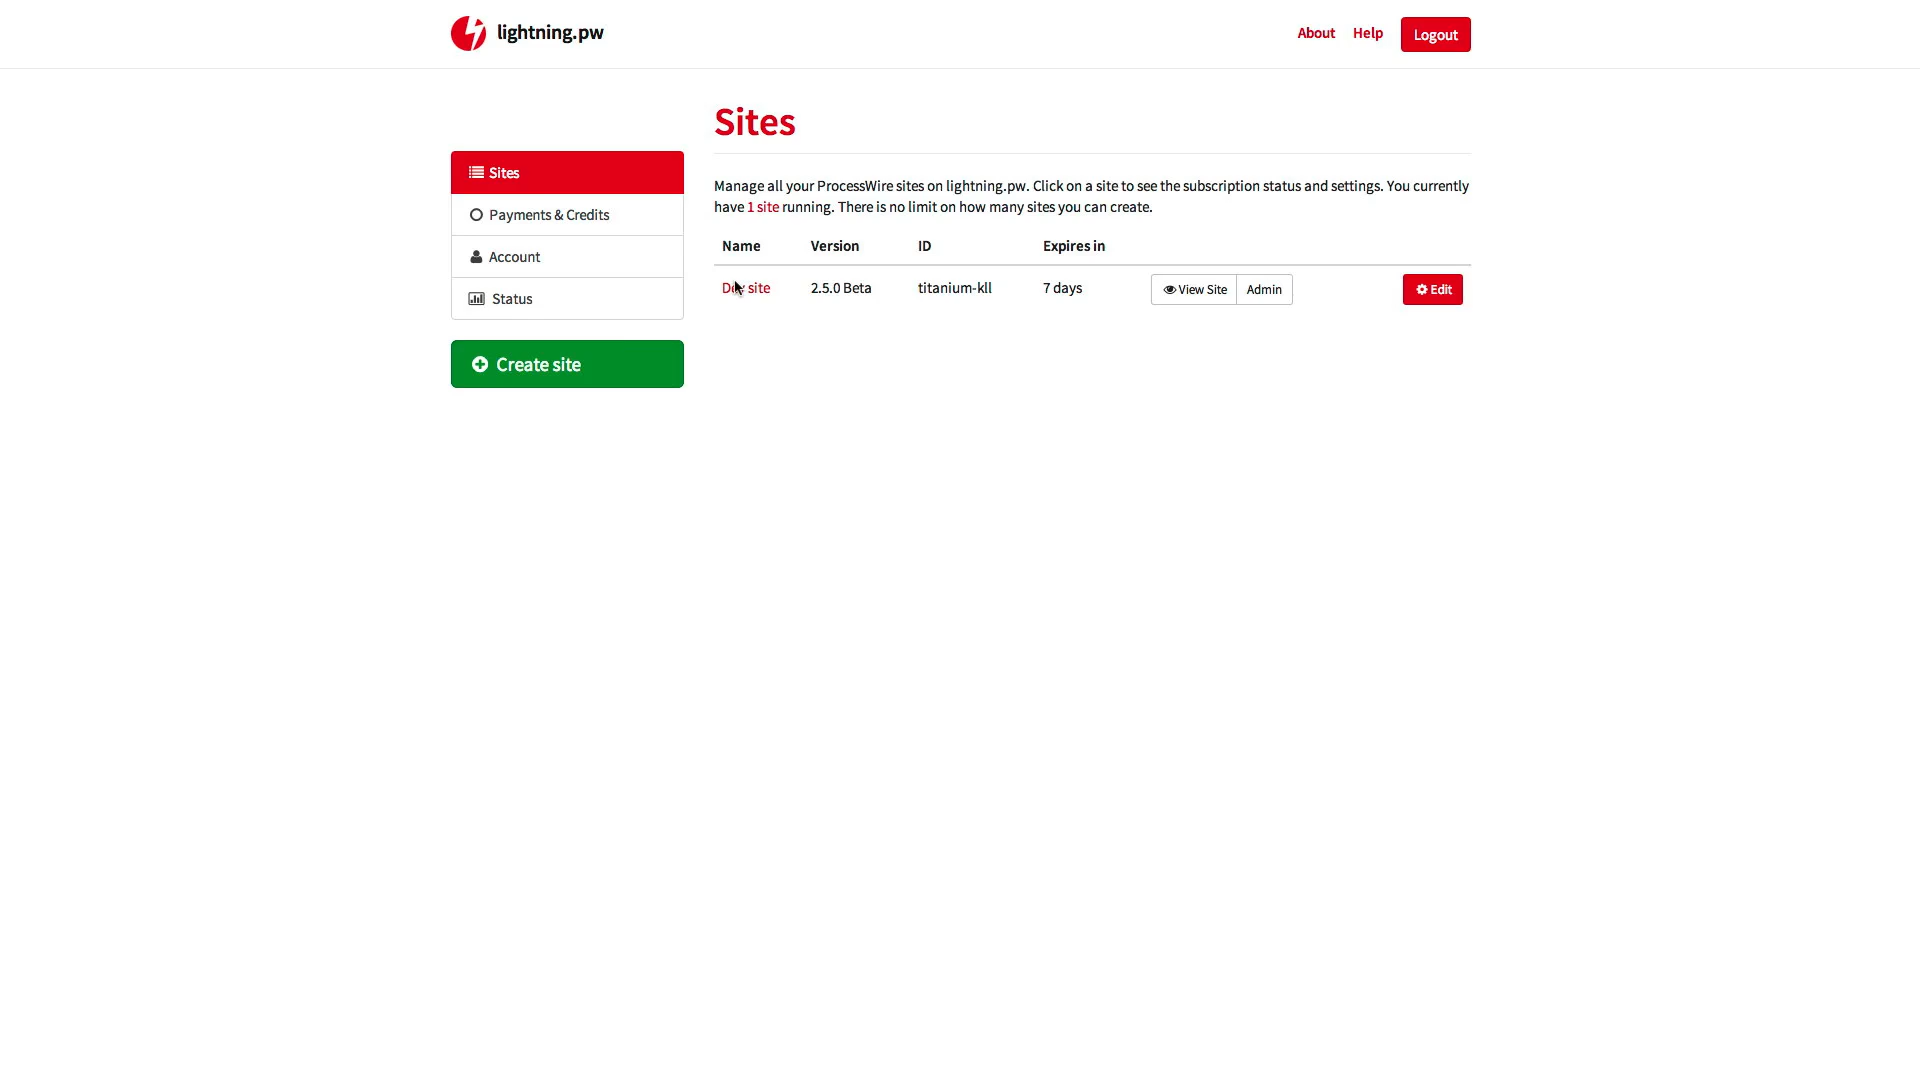 lightning.pw
About Help Logout
Sites
Sites
Payments & Credits
Account
Status
Create site
Manage all your ProcessWire sites on lightning.pw. Click on a site to see the subscription status and settings. You currently
have 1 site running. There is no limit on how many sites you can create.
Name Version ID Expires in
Dev site 2.5.0 Beta titanium-kll 7 days View Site Admin Edit